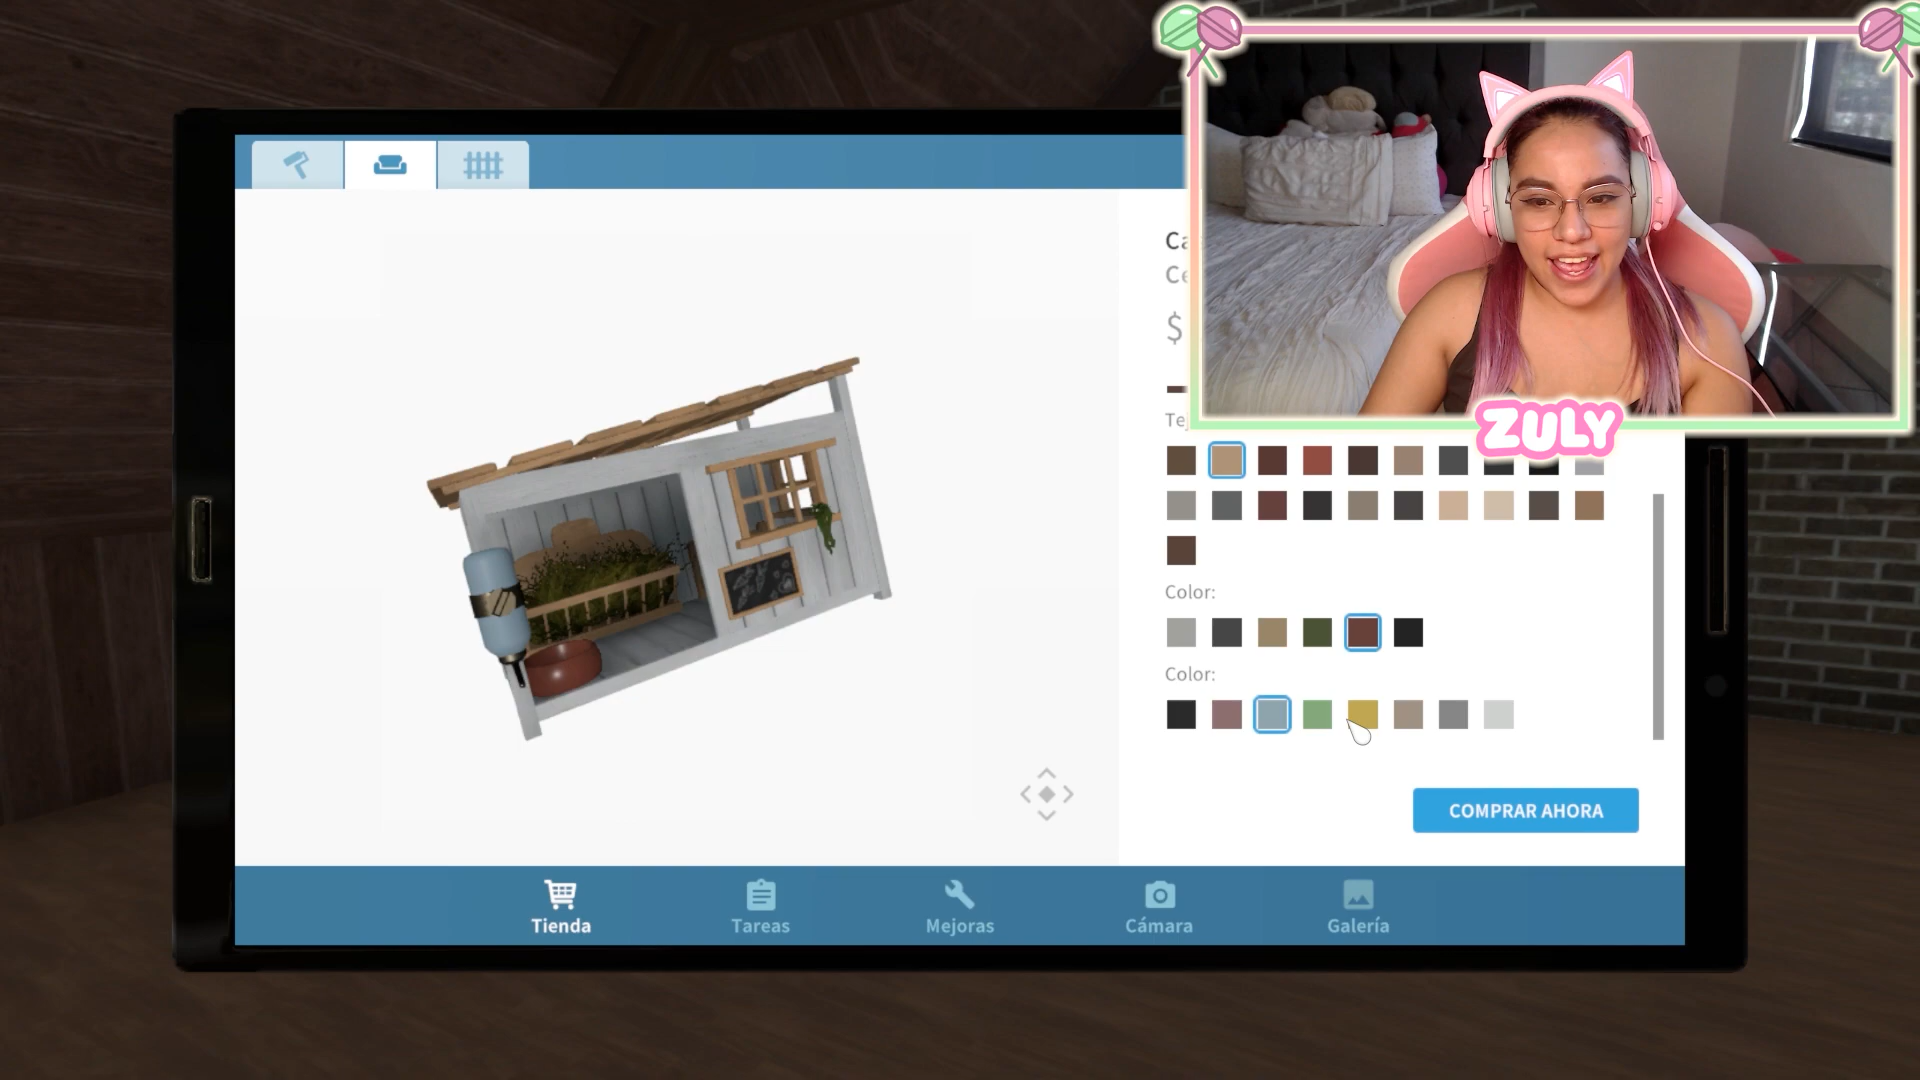 ZULY
$
Color:
Color:
COMPRAR AHORA
Tienda
Tareas
Mejoras
Cámara
Galería